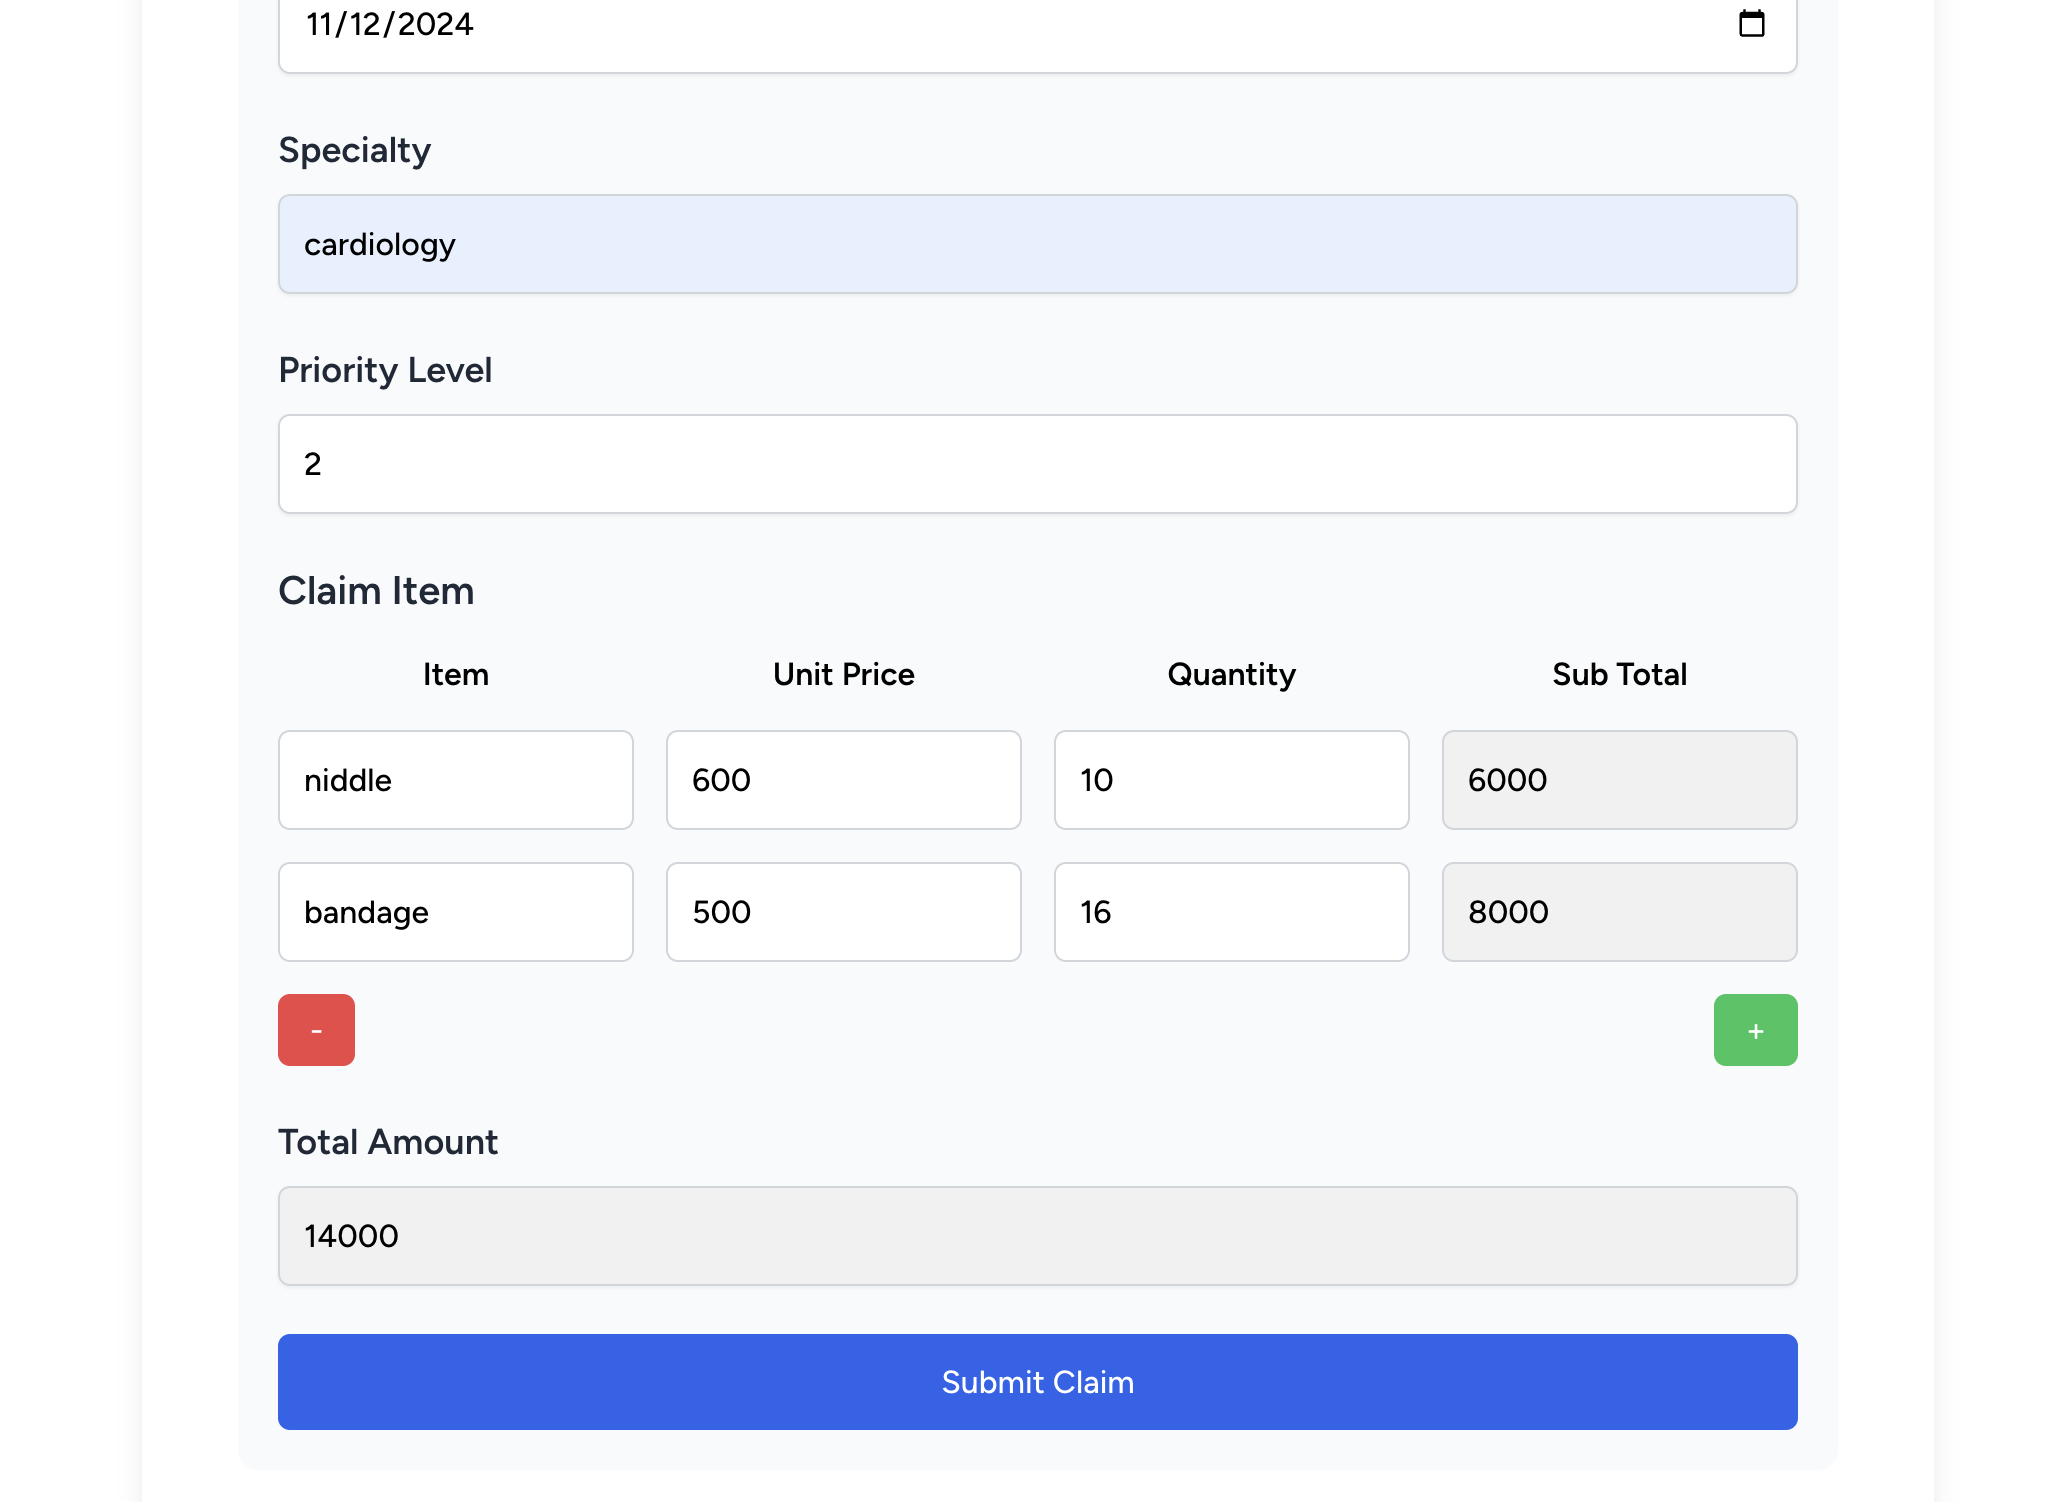 11/12/2024
Specialty
cardiology
Priority Level
2
Claim Item
Item Unit Price Quantity Sub Total
niddle 600 10 6000
bandage 500 16 8000
- +
Total Amount
14000
Submit Claim